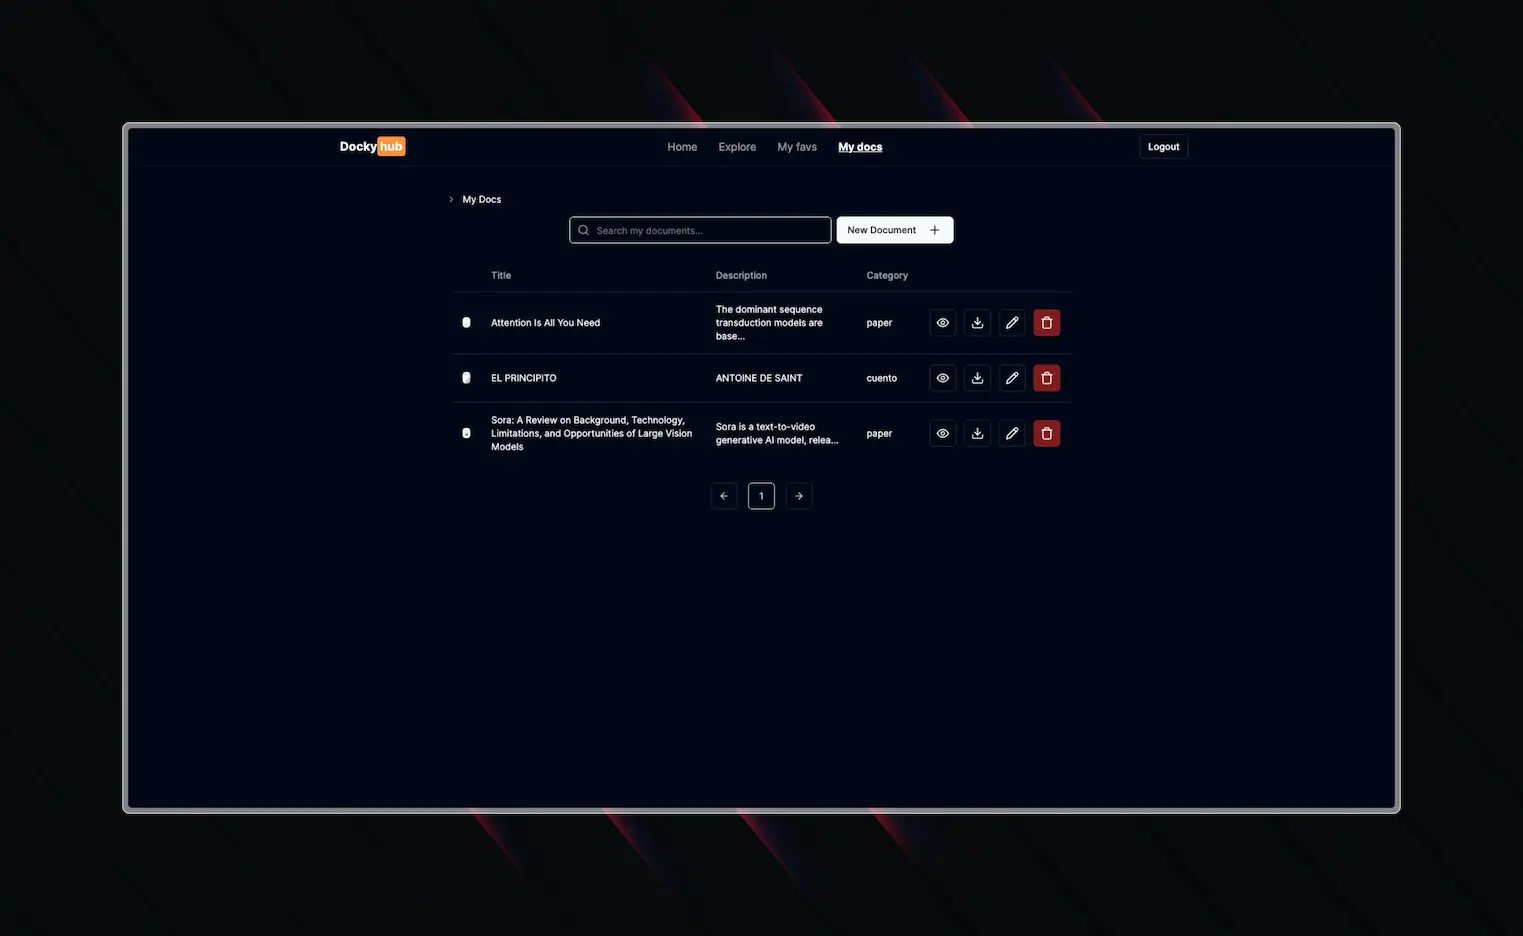 Dockyhub
Home
Explore
My favs
My docs
Logout
My Docs
Search my documents...
New Document
Title
Description
Category
Attention Is All You Need
The dominant sequence
transduction models are
base...
paper
EL PRINCIPITO
ANTOINE DE SAINT
cuento
Sora: A Review on Background, Technology,
Limitations, and Opportunities of Large Vision
Models
Sora is a text-to-video
generative AI model, relea...
paper
1